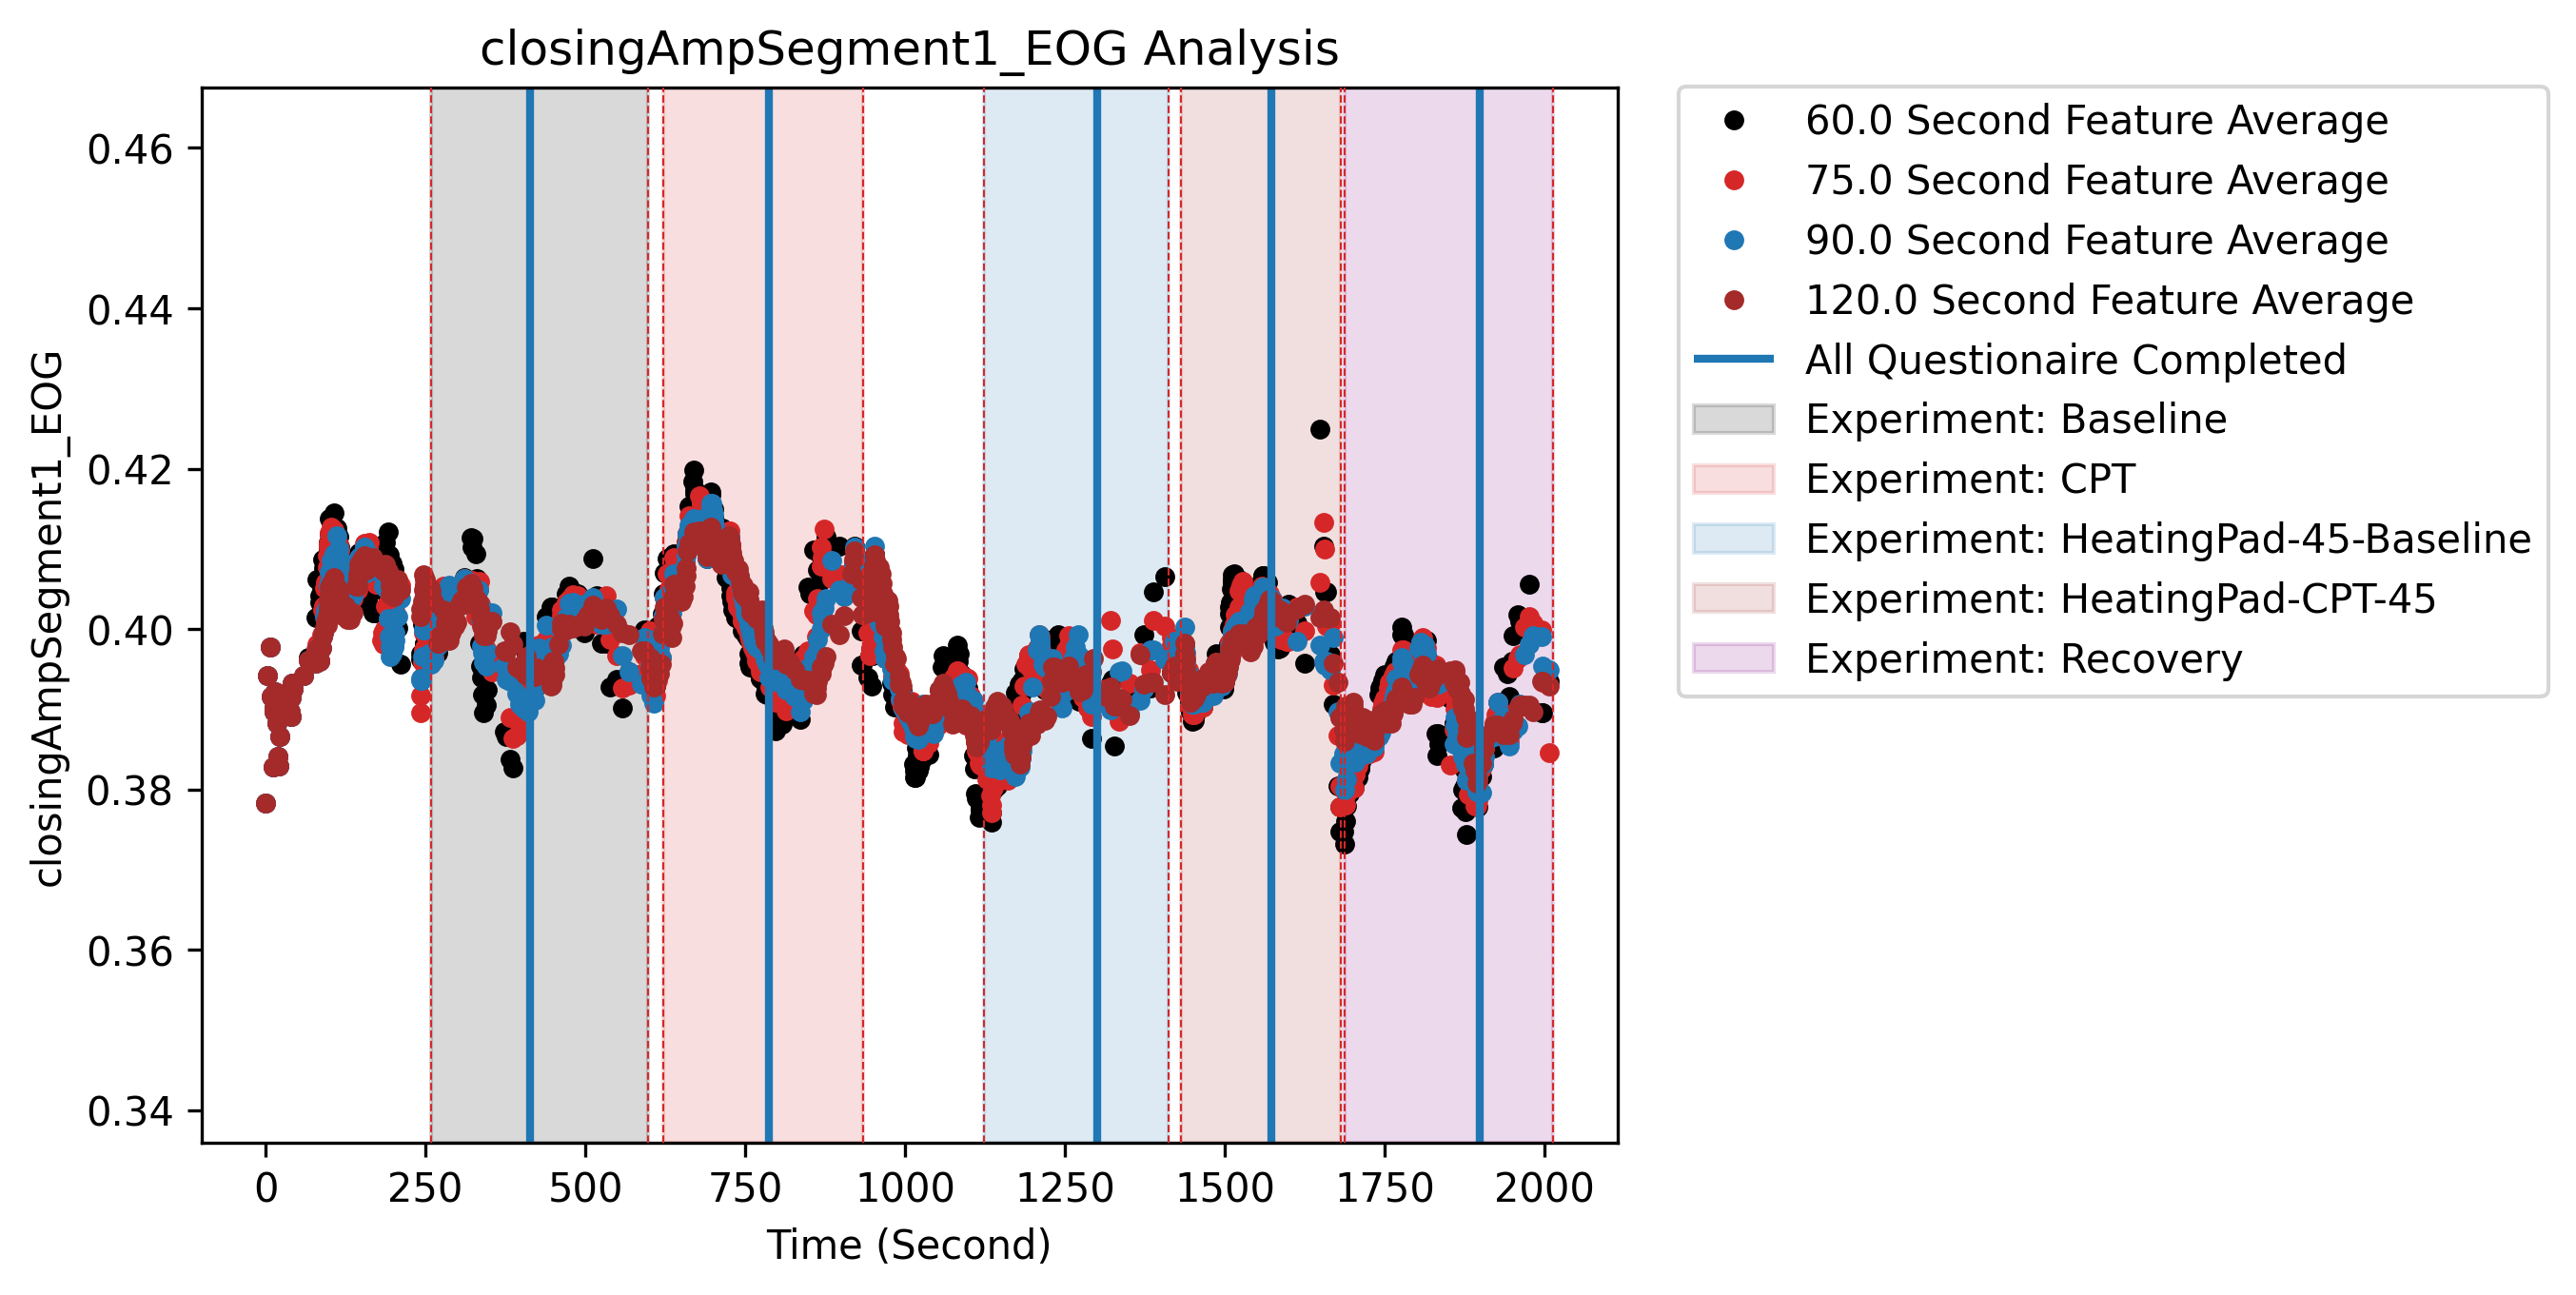 closingAmpSegment1_EOG Analysis
closingAmpSegment1_EOG
0.46
0.44
0.42
0.40
0.38
0.36
0.34
0 250 500 750 1000 1250 1500 1750 2000
Time (Second)
60.0 Second Feature Average
75.0 Second Feature Average
90.0 Second Feature Average
120.0 Second Feature Average
All Questionaire Completed
Experiment: Baseline
Experiment: CPT
Experiment: HeatingPad-45-Baseline
Experiment: HeatingPad-CPT-45
Experiment: Recovery